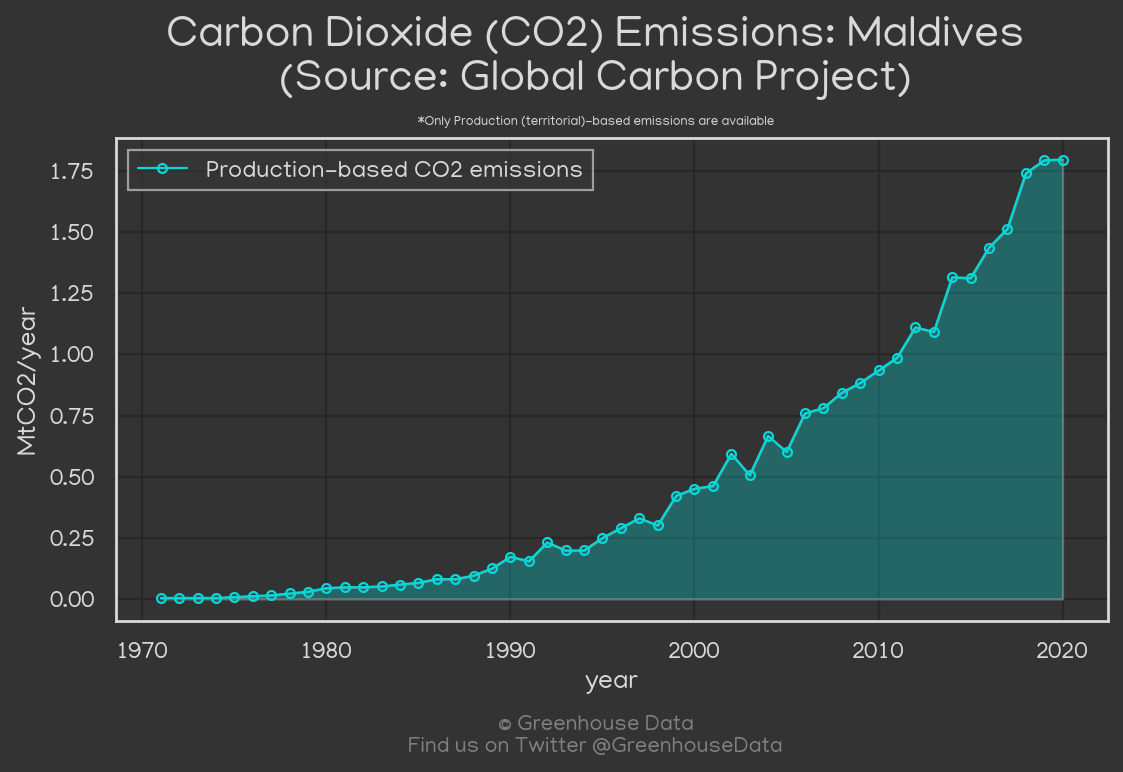 Carbon Dioxide (CO2) Emissions: Maldives
(Source: Global Carbon Project)
*Only Production (territorial)-based emissions are available
Production-based CO2 emissions
MtCO2/year
1.75
1.50
1.25
1.00
0.75
0.50
0.25
0.00
1970 1980 1990 2000 2010 2020
year
© Greenhouse Data
Find us on Twitter @GreenhouseData